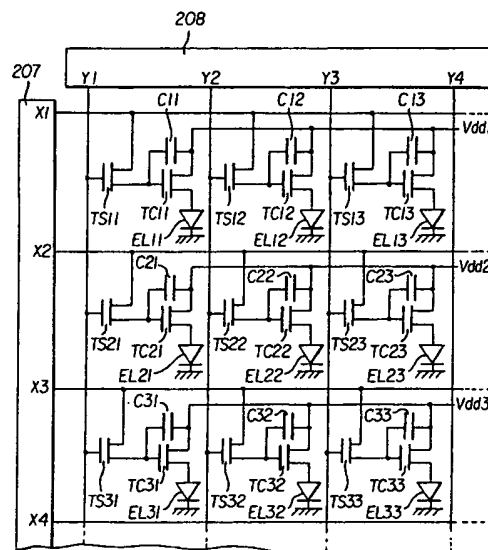 208
207
Y1 Y2 Y3 Y4
C11 C12 C13
X1
Vdd1
TS11 TC11 TS12 TC12 TS13 TC13
EL11 EL12 EL13
X2
C21 C22 C23
Vdd2
TS21 TC21 TS22 TC22 TS23 TC23
EL21 EL22 EL23
X3
C31 C32 C33
Vdd3
TS31 TC31 TS32 TC32 TS33 TC33
EL31 EL32 EL33
X4